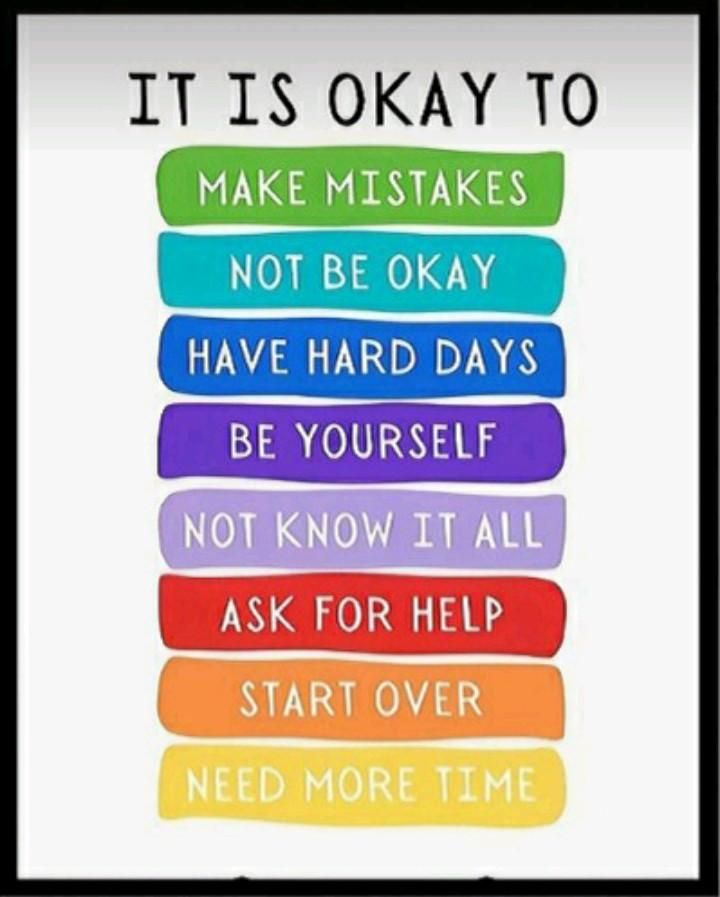 IT IS OKAY TO
MAKE MISTAKES
NOT BE OKAY
HAVE HARD DAYS
BE YOURSELF
NOT KNOW IT ALL
ASK FOR HELP
START OVER
NEED MORE TIME